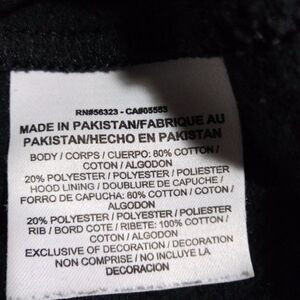 RN#56323 - CA#05553
MADE IN PAKISTAN/FABRIQUE AU
PAKISTAN/HECHO EN PAKISTAN
BODY / CORPS / CUERPO: 80% COTTON /
COTON / ALGODON
20% POLYESTER / POLYESTER / POLIESTER
HOOD LINING / DOUBLURE DE CAPUCHE /
FORRO DE CAPUCHA: 80% COTTON / COTON /
ALGODON
20% POLYESTER / POLYESTER / POLIESTER
RIB / BORD COTE / RIBETE: 100% COTTON /
COTON / ALGODON
EXCLUSIVE OF DECORATION / DECORATION
NON COMPRISE / NO INCLUYE LA
DECORACION